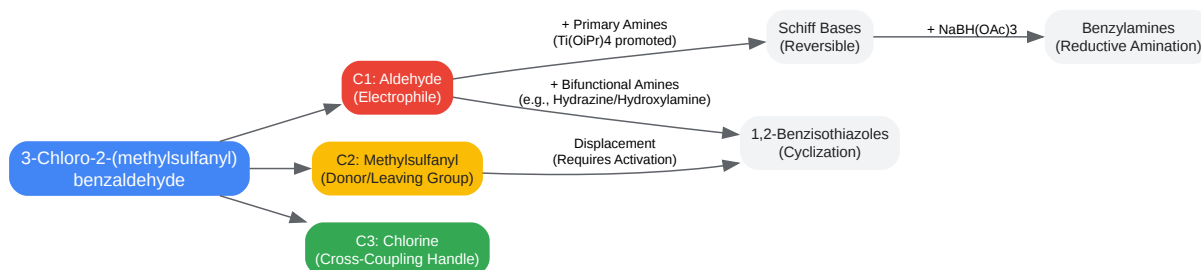 3-Chloro-2-(methylsulfanyl)
benzaldehyde
C1: Aldehyde
(Electrophile)
C2: Methylsulfanyl
(Donor/Leaving Group)
C3: Chlorine
(Cross-Coupling Handle)
+ Primary Amines
(Ti(OiPr)4 promoted)
+ Bifunctional Amines
(e.g., Hydrazine/Hydroxylamine)
Displacement
(Requires Activation)
Schiff Bases
(Reversible)
+ NaBH(OAc)3
Benzylamines
(Reductive Amination)
1,2-Benzisothiazoles
(Cyclization)